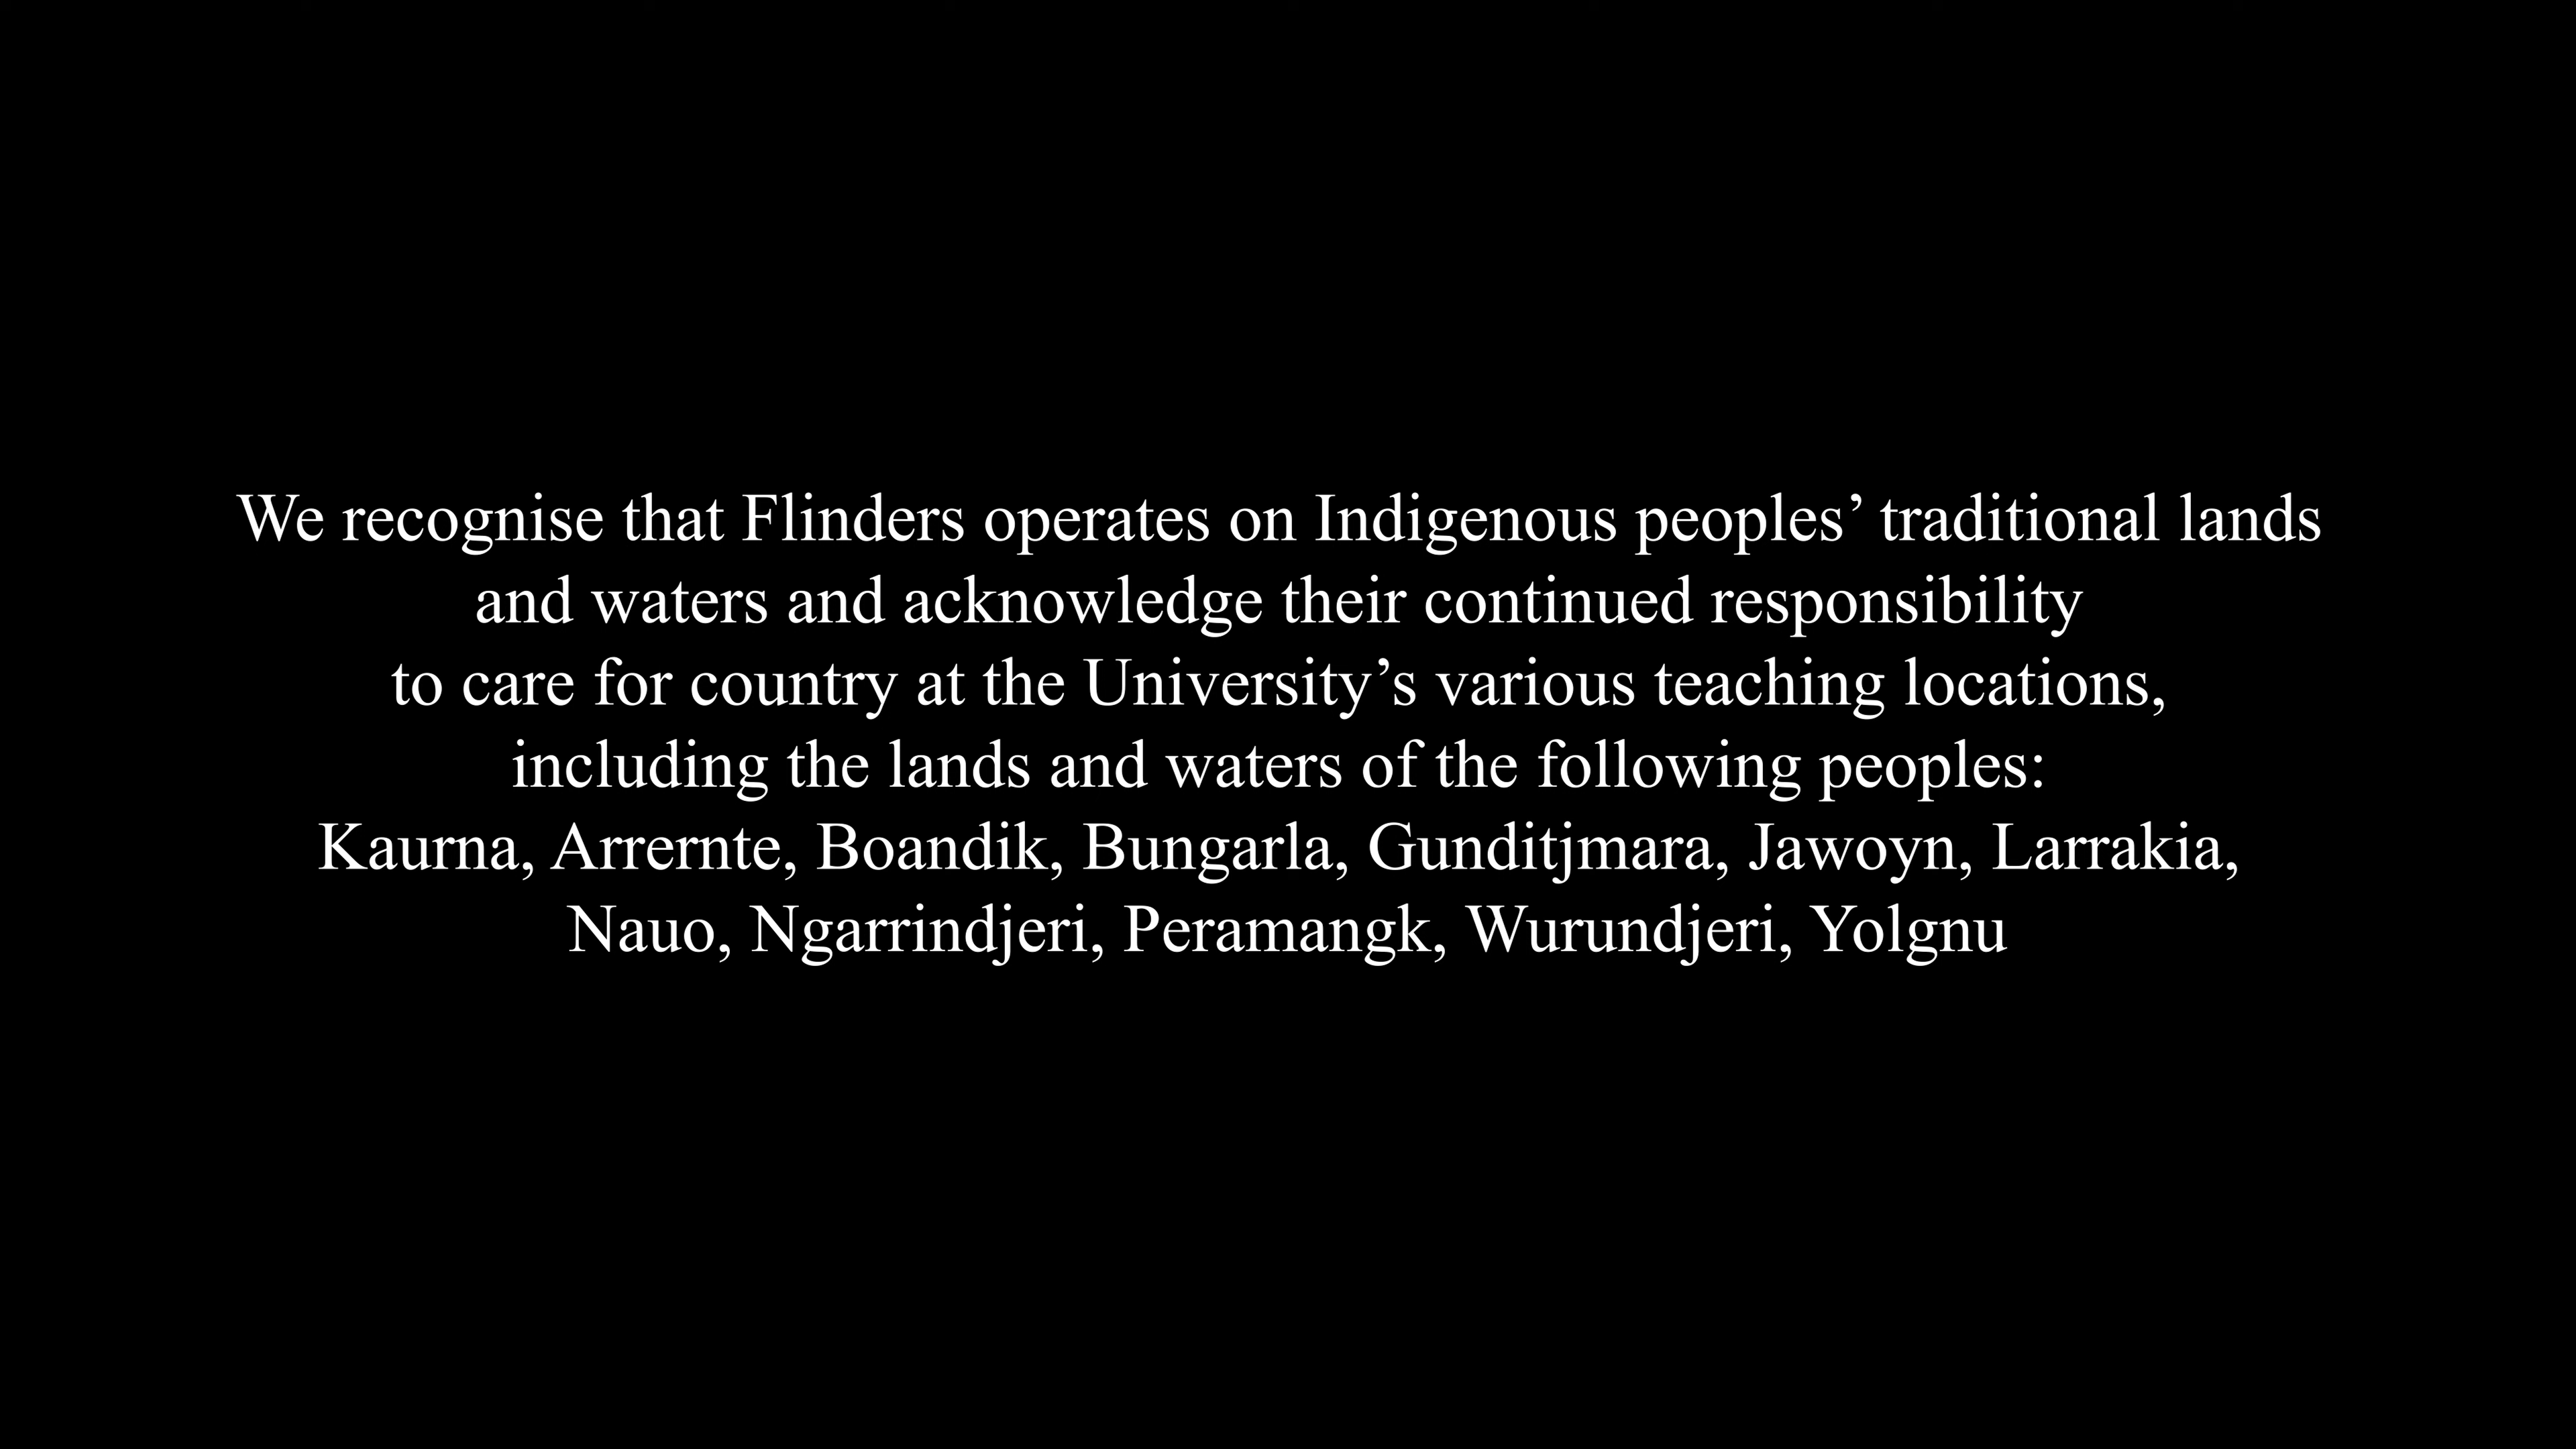 We recognise that Flinders operates on Indigenous peoples’ traditional lands
and waters and acknowledge their continued responsibility
to care for country at the University’s various teaching locations,
including the lands and waters of the following peoples:
Kaurna, Arrernte, Boandik, Bungarla, Gunditjmara, Jawoyn, Larrakia,
Nauo, Ngarrindjeri, Peramangk, Wurundjeri, Yolgnu